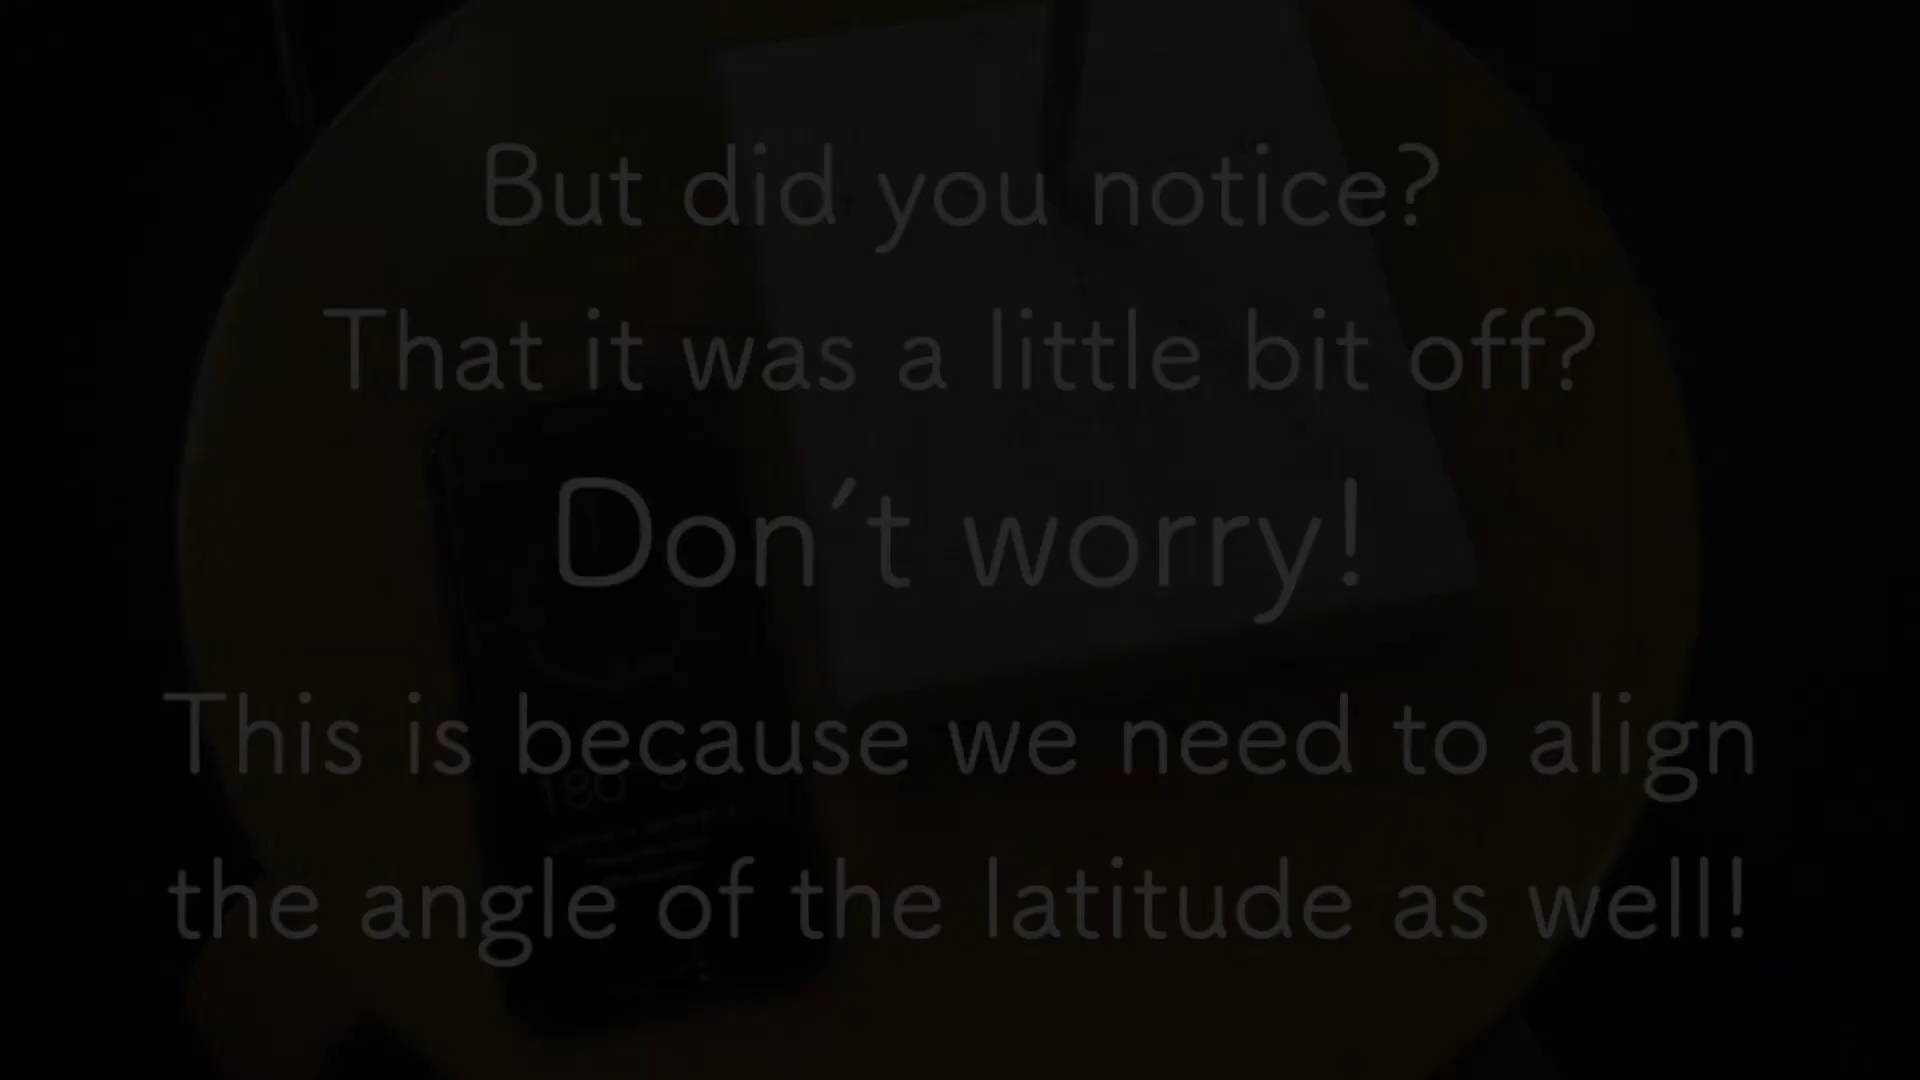 But did you notice?
That it was a little bit off?
Don't worry!
This is because we need to align
the angle of the latitude as well!
180°